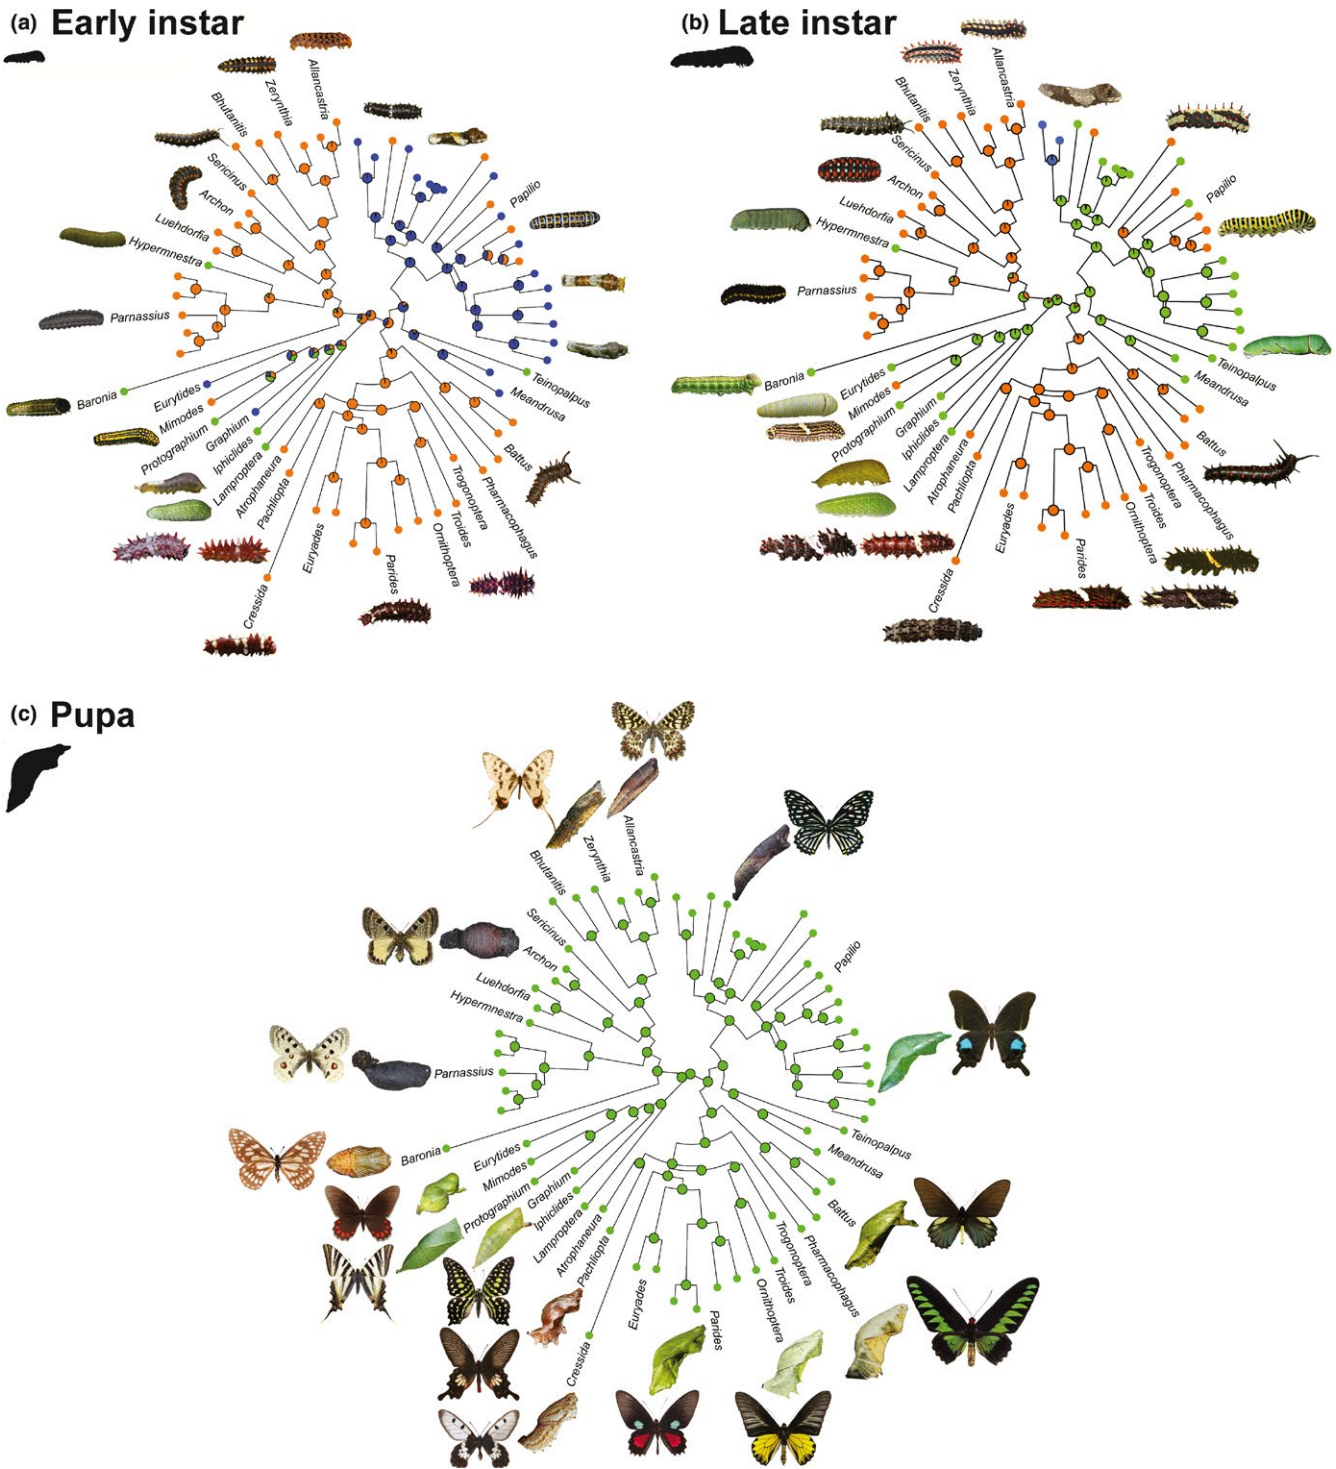 (a) Early instar
Allancastria
Zerynthia
Bhutanitis
Sericinus
Archon
Luehdorfia
Hypermnestra
Parnassius
Baronia
Eurytides
Mimodes
Protographium
Graphium
Iphiclides
Lamproptera
Atrophaneura
Pachliopta
Cressida
Euryades
Parides
Ornithoptera
Troides
Trogonoptera
Pharmacophagus
Battus
Meandrusa
Teinopalpus
Papilio
(b) Late instar
Allancastria
Zerynthia
Bhutanitis
Sericinus
Archon
Luehdorfia
Hypermnestra
Parnassius
Baronia
Eurytides
Mimodes
Protographium
Graphium
Iphiclides
Lamproptera
Atrophaneura
Pachliopta
Cressida
Euryades
Parides
Ornithoptera
Troides
Trogonoptera
Pharmacophagus
Battus
Meandrusa
Teinopalpus
Papilio
(c) Pupa
Allancastria
Zerynthia
Bhutanitis
Sericinus
Archon
Luehdorfia
Hypermnestra
Parnassius
Baronia
Eurytides
Mimodes
Protographium
Graphium
Iphiclides
Lamproptera
Atrophaneura
Pachliopta
Cressida
Euryades
Parides
Ornithoptera
Troides
Trogonoptera
Pharmacophagus
Battus
Meandrusa
Teinopalpus
Papilio